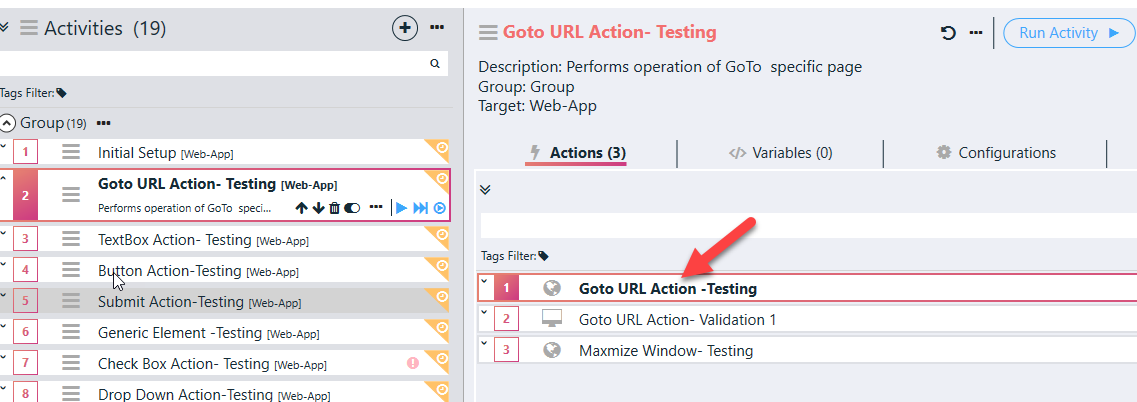 Activities (19)
Tags Filter:
Group (19)
1 Initial Setup [Web-App]
2 Goto URL Action- Testing [Web-App]
Performs operation of GoTo speci...
3 TextBox Action- Testing [Web-App]
4 Button Action-Testing [Web-App]
5 Submit Action-Testing [Web-App]
6 Generic Element -Testing [Web-App]
7 Check Box Action- Testing [Web-App]
8 Drop Down Action-Testing [Web-App]
Goto URL Action- Testing
Run Activity
Description: Performs operation of GoTo specific page
Group: Group
Target: Web-App
Actions (3)
Variables (0)
Configurations
Tags Filter:
1 Goto URL Action -Testing
2 Goto URL Action- Validation 1
3 Maxmize Window- Testing